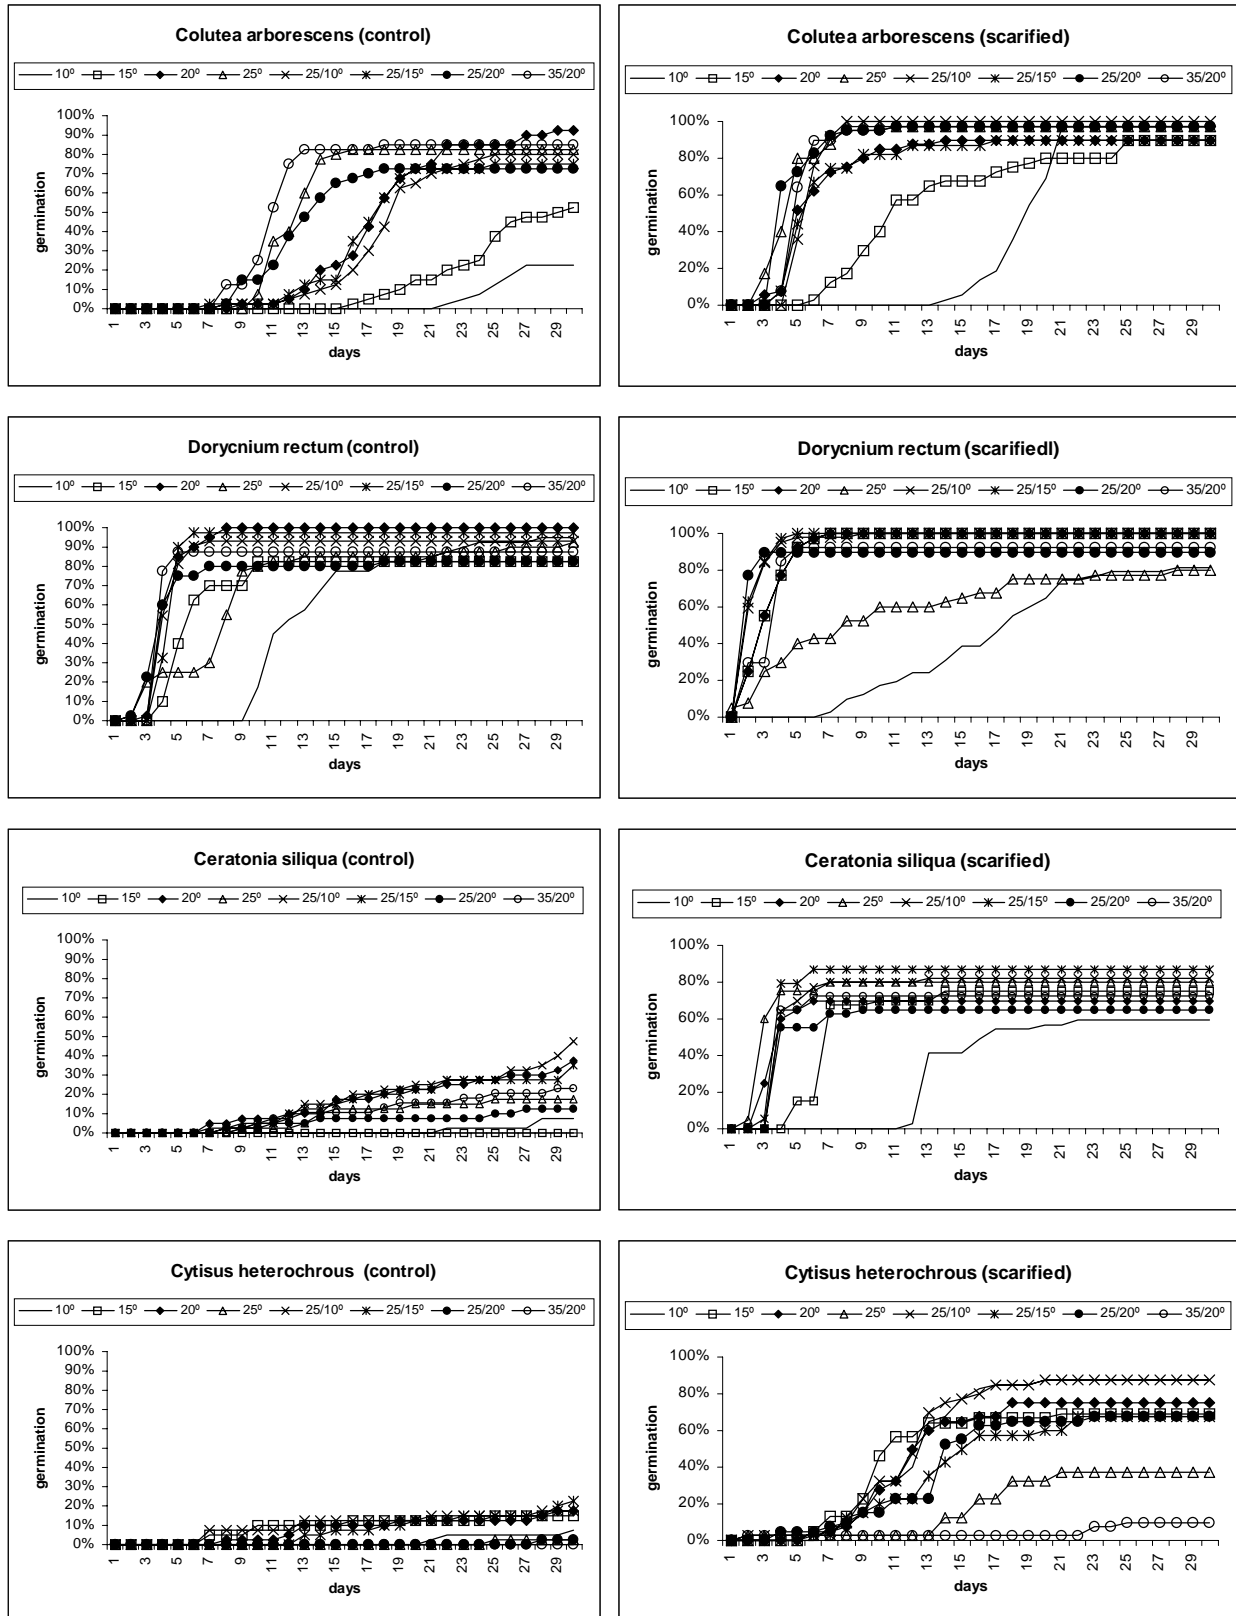 Colutea arborescens (control)
10º 15º 20º 25º 25/10º 25/15º 25/20º 35/20º
100%
90%
80%
70%
60%
50%
40%
30%
20%
10%
0%
germination
1 3 5 7 9 11 13 15 17 19 21 23 25 27 29
days
Colutea arborescens (scarified)
10º 15º 20º 25º 25/10º 25/15º 25/20º 35/20º
100%
80%
60%
40%
20%
0%
germination
1 3 5 7 9 11 13 15 17 19 21 23 25 27 29
days
Dorycnium rectum (control)
10º 15º 20º 25º 25/10º 25/15º 25/20º 35/20º
100%
90%
80%
70%
60%
50%
40%
30%
20%
10%
0%
germination
1 3 5 7 9 11 13 15 17 19 21 23 25 27 29
days
Dorycnium rectum (scarifiedl)
10º 15º 20º 25º 25/10º 25/15º 25/20º 35/20º
100%
80%
60%
40%
20%
0%
germination
1 3 5 7 9 11 13 15 17 19 21 23 25 27 29
days
Ceratonia siliqua (control)
10º 15º 20º 25º 25/10º 25/15º 25/20º 35/20º
100%
90%
80%
70%
60%
50%
40%
30%
20%
10%
0%
germination
1 3 5 7 9 11 13 15 17 19 21 23 25 27 29
days
Ceratonia siliqua (scarified)
10º 15º 20º 25º 25/10º 25/15º 25/20º 35/20º
100%
80%
60%
40%
20%
0%
germination
1 3 5 7 9 11 13 15 17 19 21 23 25 27 29
days
Cytisus heterochrous (control)
10º 15º 20º 25º 25/10º 25/15º 25/20º 35/20º
100%
90%
80%
70%
60%
50%
40%
30%
20%
10%
0%
germination
1 3 5 7 9 11 13 15 17 19 21 23 25 27 29
days
Cytisus heterochrous (scarified)
10º 15º 20º 25º 25/10º 25/15º 25/20º 35/20º
100%
80%
60%
40%
20%
0%
germination
1 3 5 7 9 11 13 15 17 19 21 23 25 27 29
days